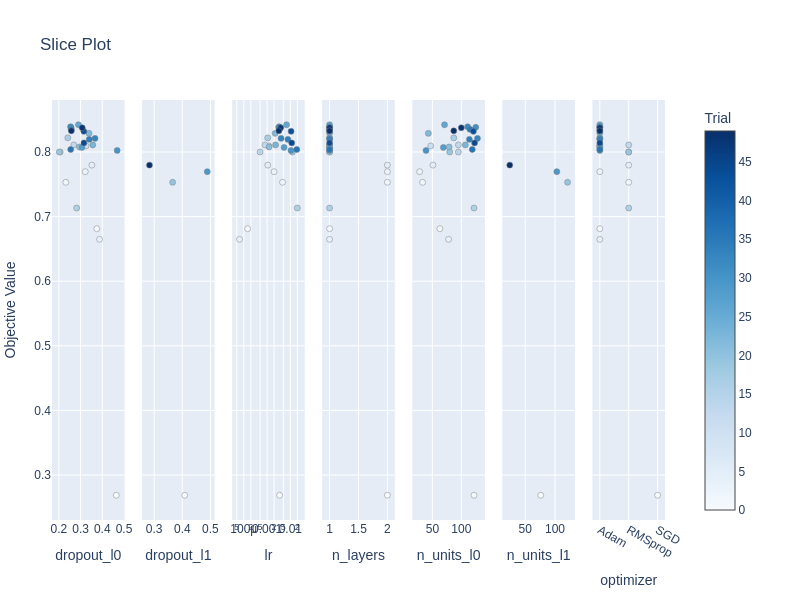 Slice Plot
Trial
Objective Value
0.8
0.7
0.6
0.5
0.4
0.3
0.2 0.3 0.4 0.5
dropout_l0
0.3 0.4 0.5
dropout_l1
0.01
lr
1 1.5 2
n_layers
50 100
n_units_l0
50 100
n_units_l1
Adam
RMSprop
SGD
optimizer
45
40
35
30
25
20
15
10
5
0